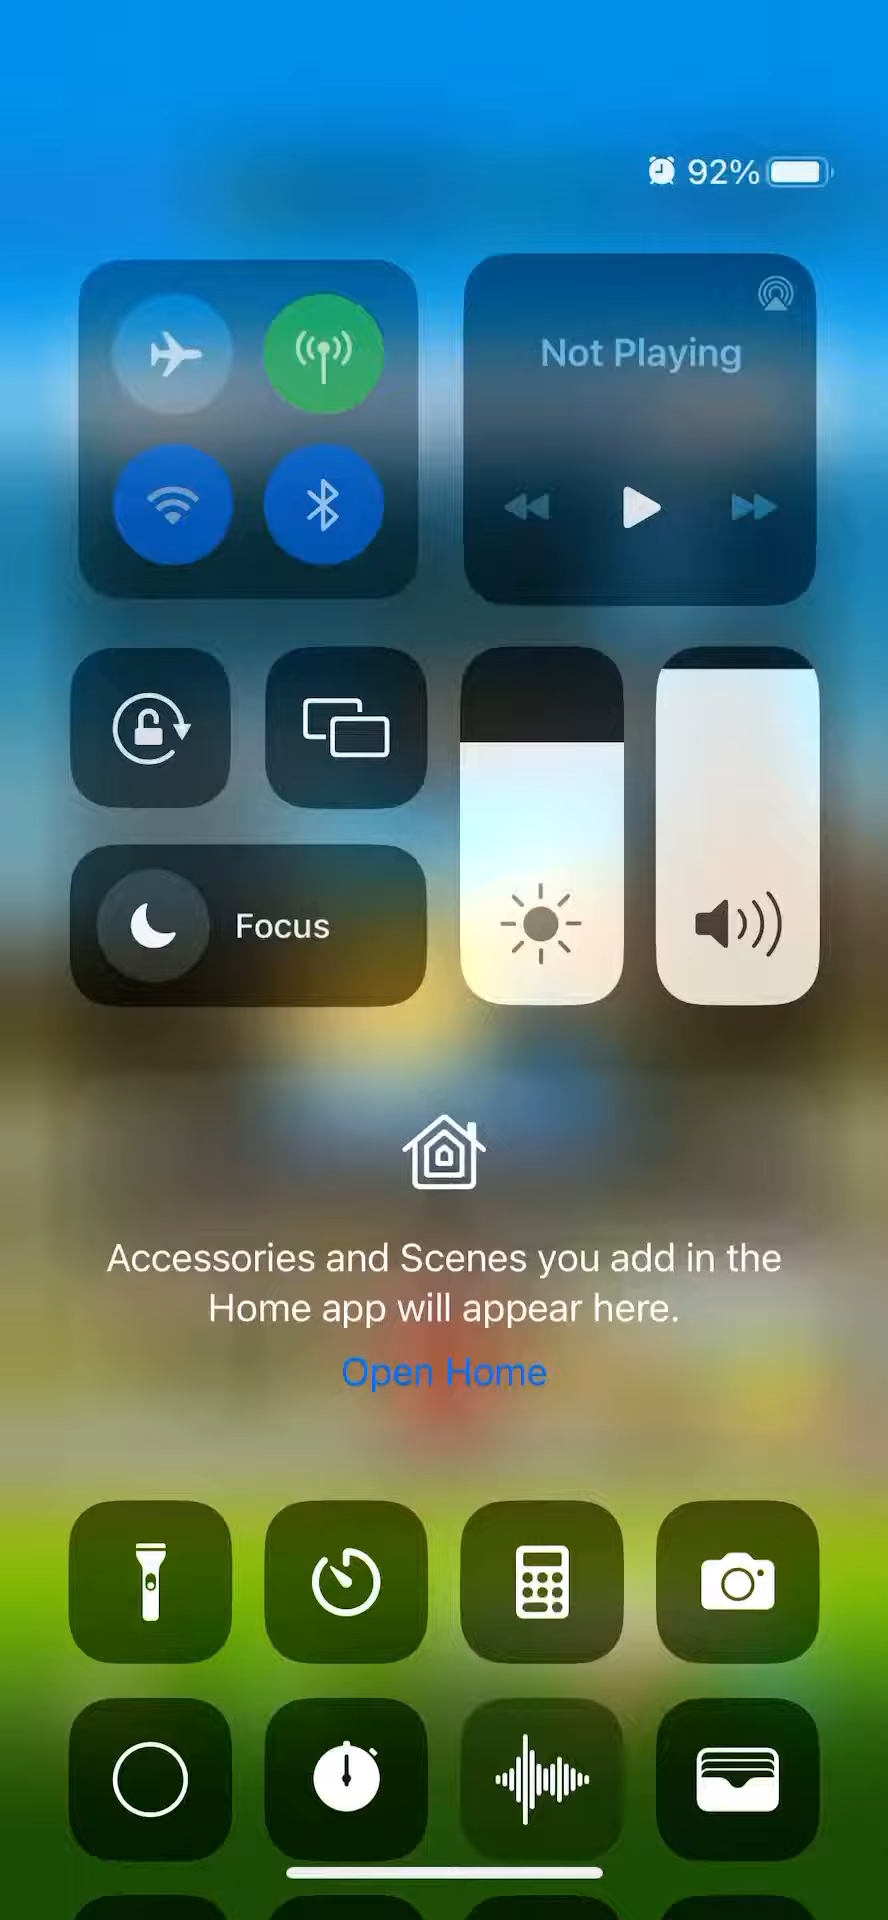 92%
Not Playing
Focus
Accessories and Scenes you add in the
Home app will appear here.
Open Home